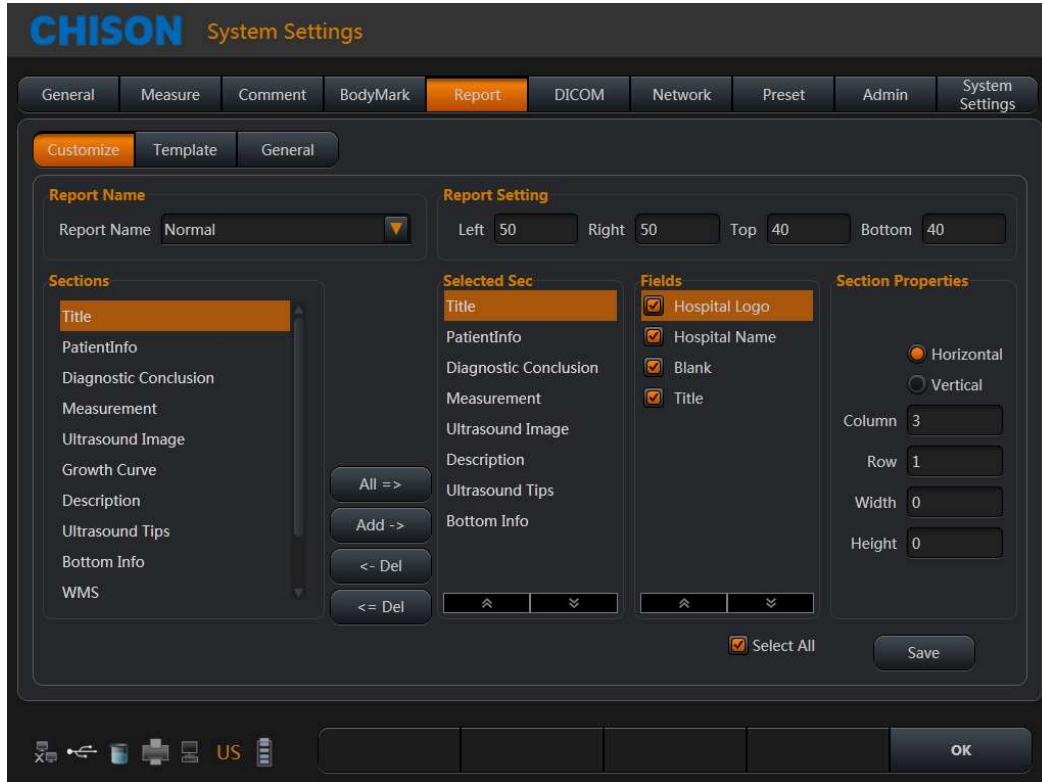 CHISON System Settings
General Measure Comment BodyMark Report DICOM Network Preset Admin System Settings
Customize Template General
Report Name
Report Name Normal
Report Setting
Left 50 Right 50 Top 40 Bottom 40
Sections
Title
PatientInfo
Diagnostic Conclusion
Measurement
Ultrasound Image
Growth Curve
Description
Ultrasound Tips
Bottom Info
WMS
All =>
Add ->
<- Del
<= Del
Selected Sec
Title
PatientInfo
Diagnostic Conclusion
Measurement
Ultrasound Image
Description
Ultrasound Tips
Bottom Info
Fields
Hospital Logo
Hospital Name
Blank
Title
Section Properties
Horizontal
Vertical
Column 3
Row 1
Width 0
Height 0
Select All
Save
US
OK